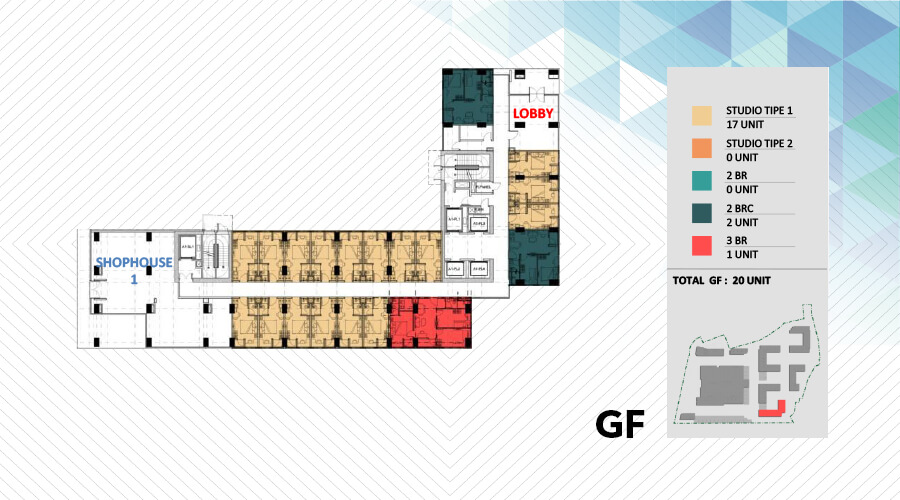 LOBBY
SHOPHOUSE
1
STUDIO TIPE 1
17 UNIT
STUDIO TIPE 2
0 UNIT
2 BR
0 UNIT
2 BRC
2 UNIT
3 BR
1 UNIT
TOTAL GF : 20 UNIT
GF